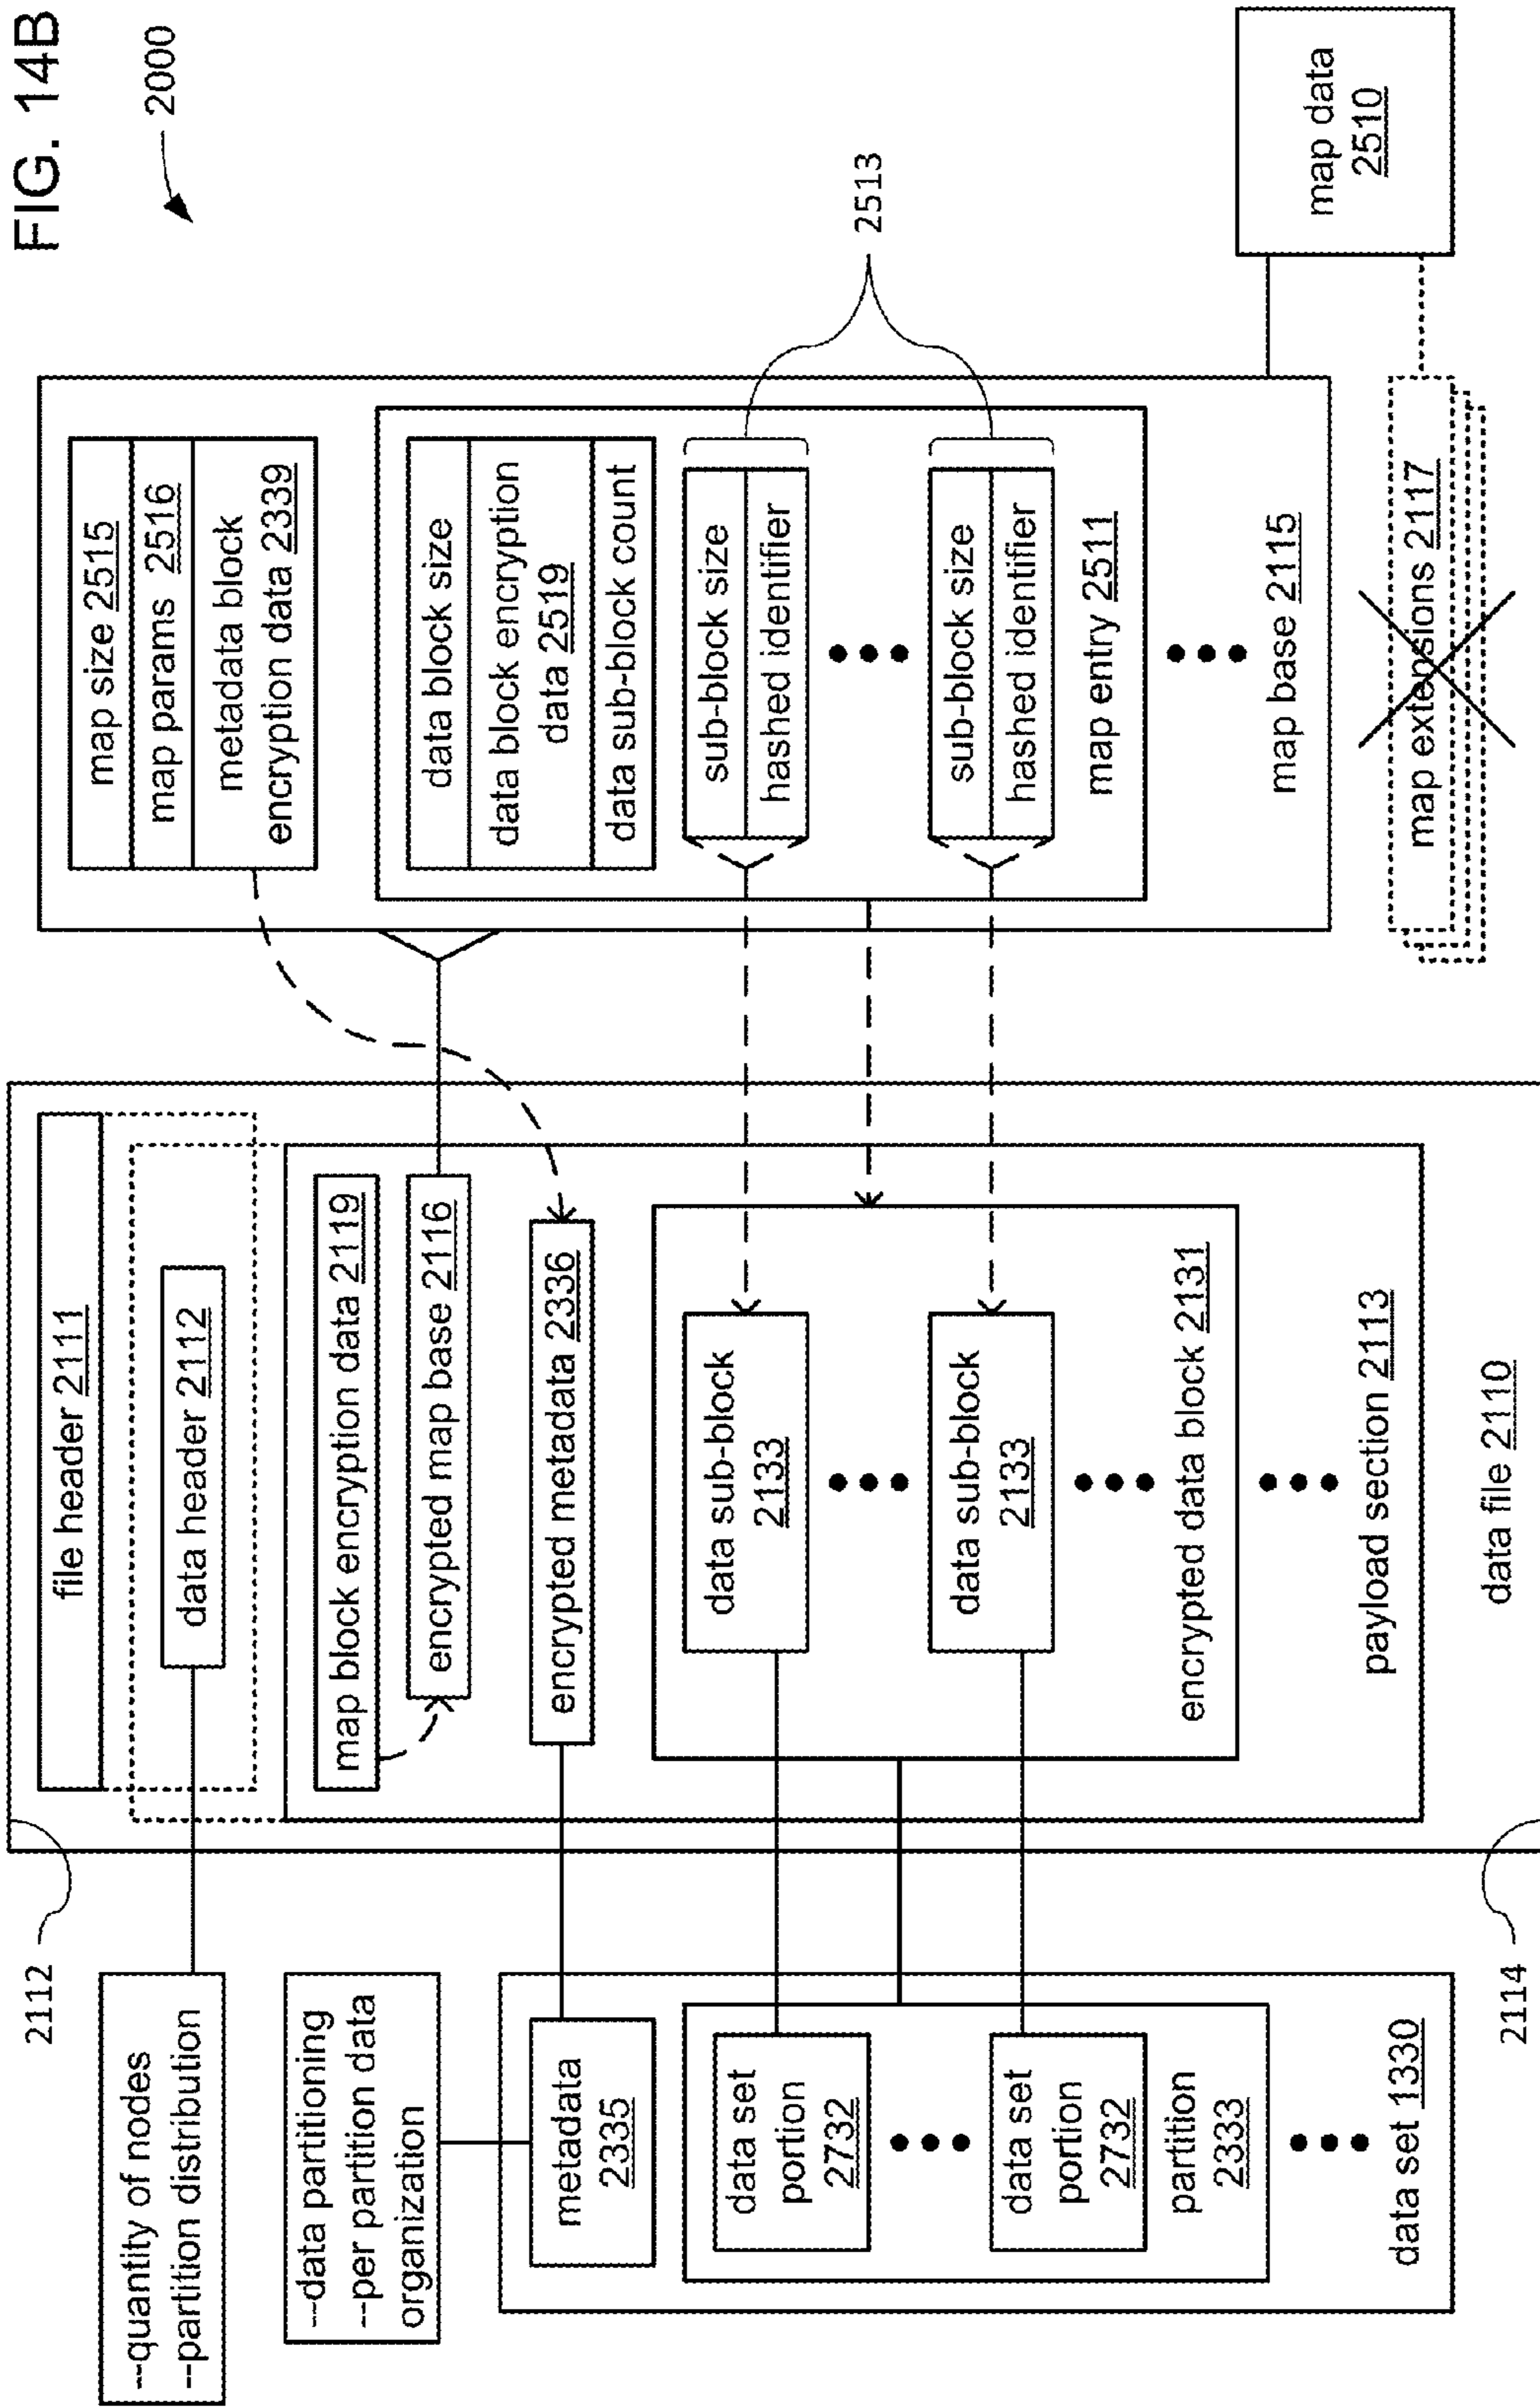 FIG. 14B
2000
2112
--quantity of nodes
--partition distribution
--data partitioning
--per partition data
organization
metadata
2335
data set
portion
2732
data set
portion
2732
partition
2333
data set 1330
2114
file header 2111
data header 2112
map block encryption data 2119
encrypted map base 2116
encrypted metadata 2336
data sub-block
2133
data sub-block
2133
encrypted data block 2131
payload section 2113
data file 2110
map size 2515
map params 2516
metadata block
encryption data 2339
data block size
data block encryption
data 2519
data sub-block count
sub-block size
hashed identifier
sub-block size
hashed identifier
map entry 2511
map base 2115
map extensions 2117
2513
map data
2510